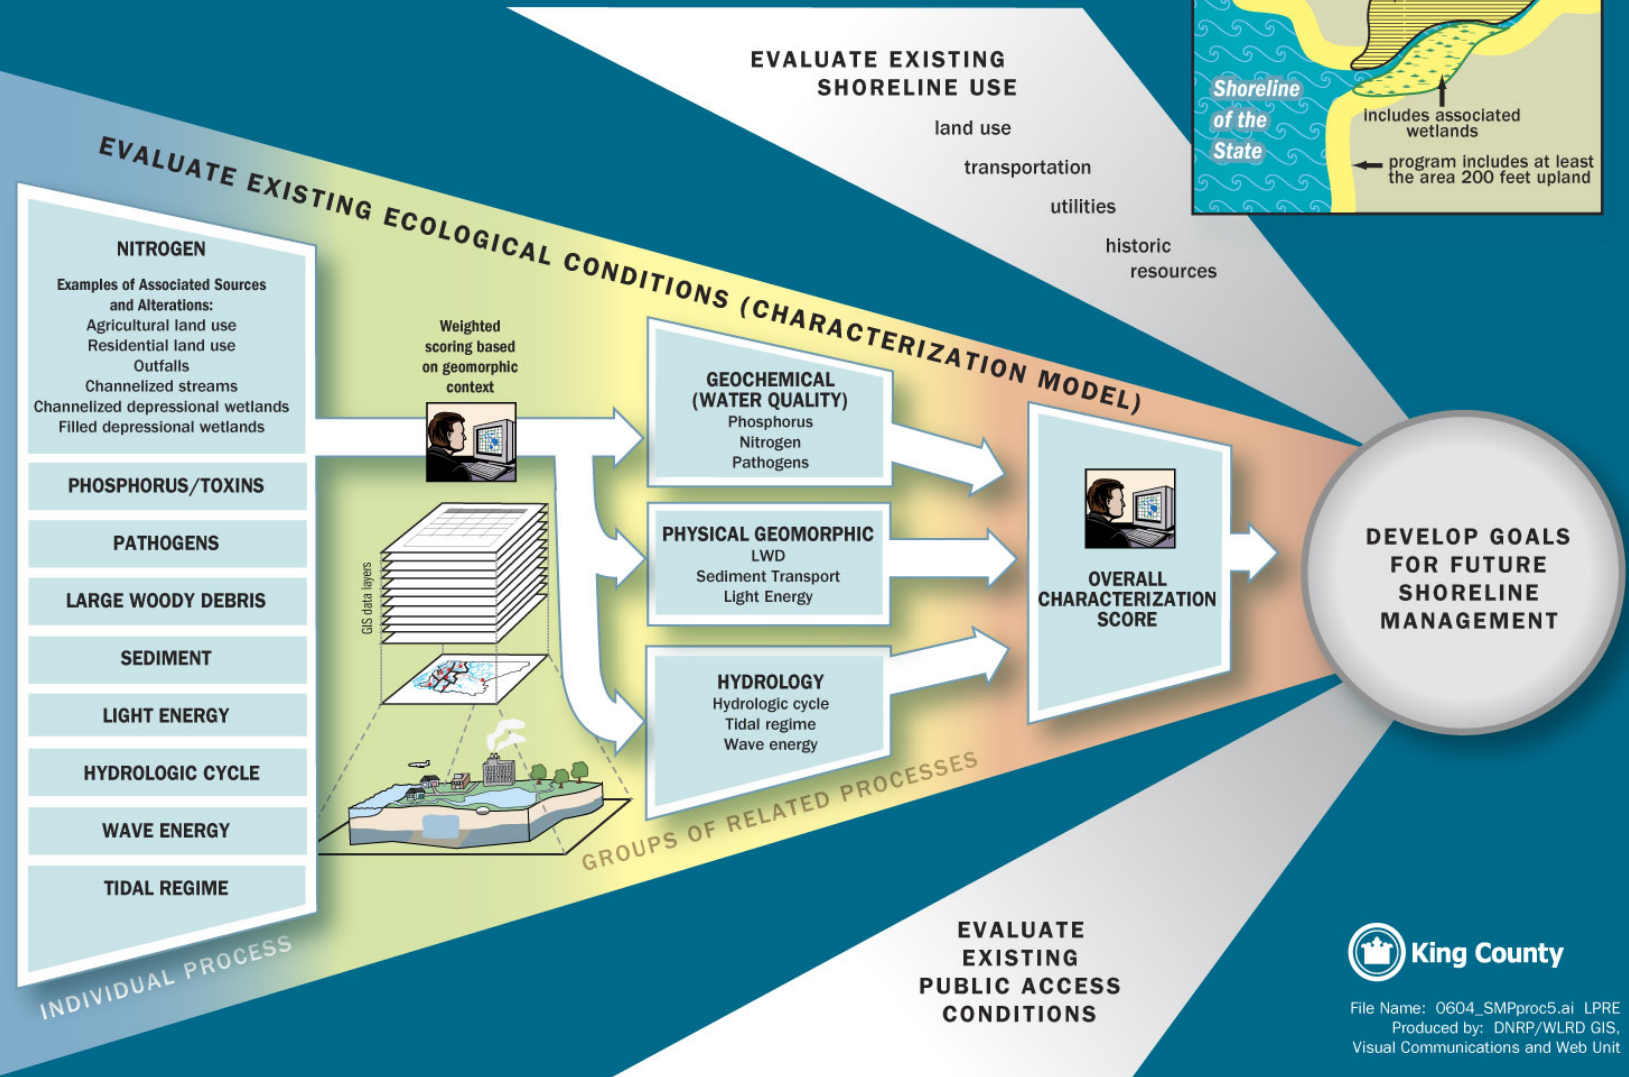 EVALUATE EXISTING
SHORELINE USE
land use
transportation
utilities
historic
resources
Shoreline
of the
State
includes associated
wetlands
program includes at least
the area 200 feet upland
EVALUATE EXISTING ECOLOGICAL CONDITIONS (CHARACTERIZATION MODEL)
NITROGEN
Examples of Associated Sources
and Alterations:
Agricultural land use
Residential land use
Outfalls
Channelized streams
Channelized depressional wetlands
Filled depressional wetlands
PHOSPHORUS/TOXINS
PATHOGENS
LARGE WOODY DEBRIS
SEDIMENT
LIGHT ENERGY
HYDROLOGIC CYCLE
WAVE ENERGY
TIDAL REGIME
INDIVIDUAL PROCESS
Weighted
scoring based
on geomorphic
context
GIS data layers
GEOCHEMICAL
(WATER QUALITY)
Phosphorus
Nitrogen
Pathogens
PHYSICAL GEOMORPHIC
LWD
Sediment Transport
Light Energy
HYDROLOGY
Hydrologic cycle
Tidal regime
Wave energy
GROUPS OF RELATED PROCESSES
OVERALL
CHARACTERIZATION
SCORE
DEVELOP GOALS
FOR FUTURE
SHORELINE
MANAGEMENT
EVALUATE
EXISTING
PUBLIC ACCESS
CONDITIONS
King County
File Name: 0604_SMPproc5.ai LPRE
Produced by: DNRP/WLRD GIS,
Visual Communications and Web Unit